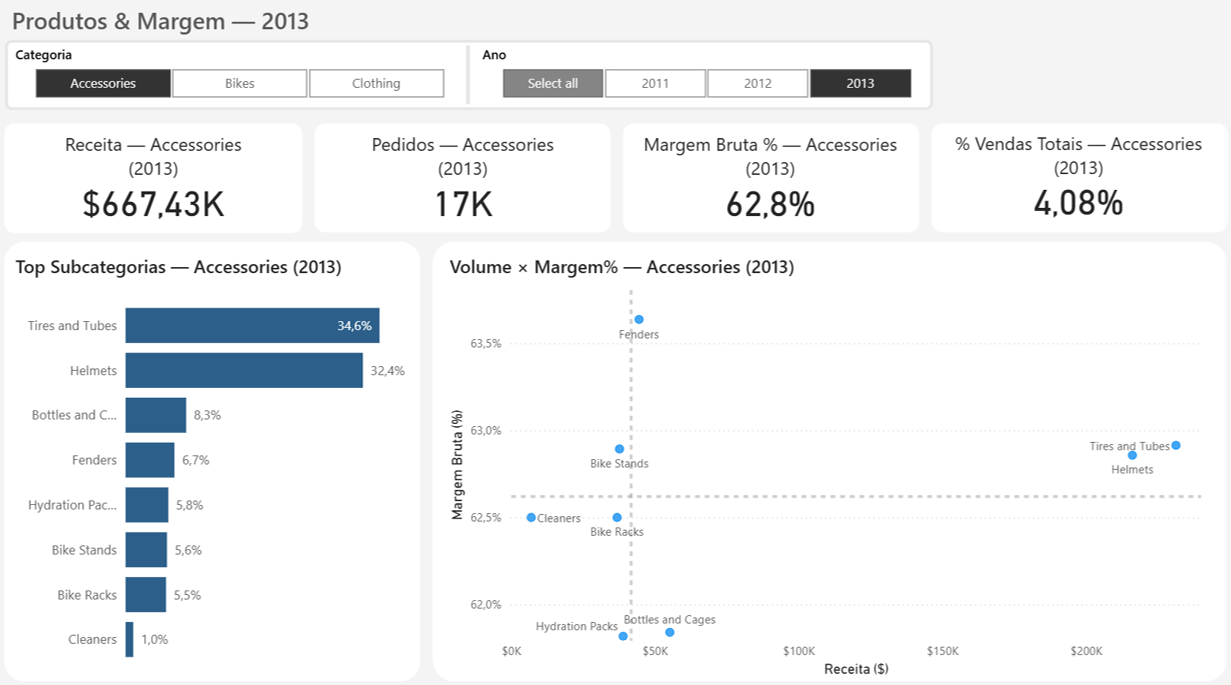 Produtos & Margem — 2013
Categoria
Accessories
Bikes
Clothing
Ano
Select all
2011
2012
2013
Receita — Accessories
(2013)
$667,43K
Pedidos — Accessories
(2013)
17K
Margem Bruta % — Accessories
(2013)
62,8%
% Vendas Totais — Accessories
(2013)
4,08%
Top Subcategorias — Accessories (2013)
Tires and Tubes
34,6%
Helmets
32,4%
Bottles and C...
8,3%
Fenders
6,7%
Hydration Pac...
5,8%
Bike Stands
5,6%
Bike Racks
5,5%
Cleaners
1,0%
Volume × Margem% — Accessories (2013)
Margem Bruta (%)
63,5%
63,0%
62,5%
62,0%
Fenders
Tires and Tubes
Bike Stands
Helmets
Cleaners
Bike Racks
Bottles and Cages
Hydration Packs
$0K
$50K
$100K
$150K
$200K
Receita ($)